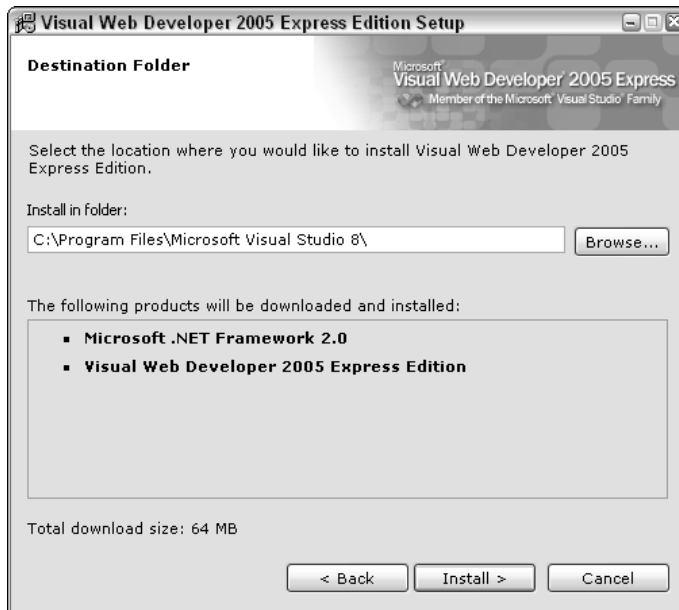 Visual Web Developer 2005 Express Edition Setup
Destination Folder
Microsoft®
Visual Web Developer® 2005 Express
Member of the Microsoft® Visual Studio® Family
Select the location where you would like to install Visual Web Developer 2005
Express Edition.
Install in folder:
C:\Program Files\Microsoft Visual Studio 8\
Browse...
The following products will be downloaded and installed:
▪ Microsoft .NET Framework 2.0
▪ Visual Web Developer 2005 Express Edition
Total download size: 64 MB
< Back
Install >
Cancel